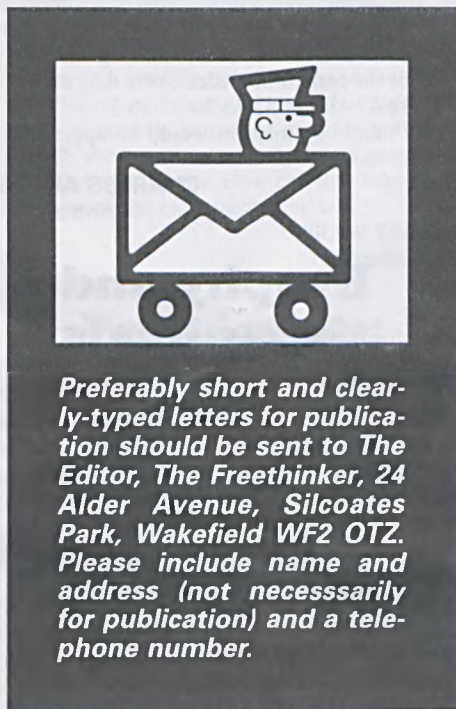 Preferably short and clear-
ly-typed letters for publica-
tion should be sent to The
Editor, The Freethinker, 24
Alder Avenue, Silcoates
Park, Wakefield WF2 OTZ.
Please include name and
address (not necesssarily
for publication) and a tele-
phone number.